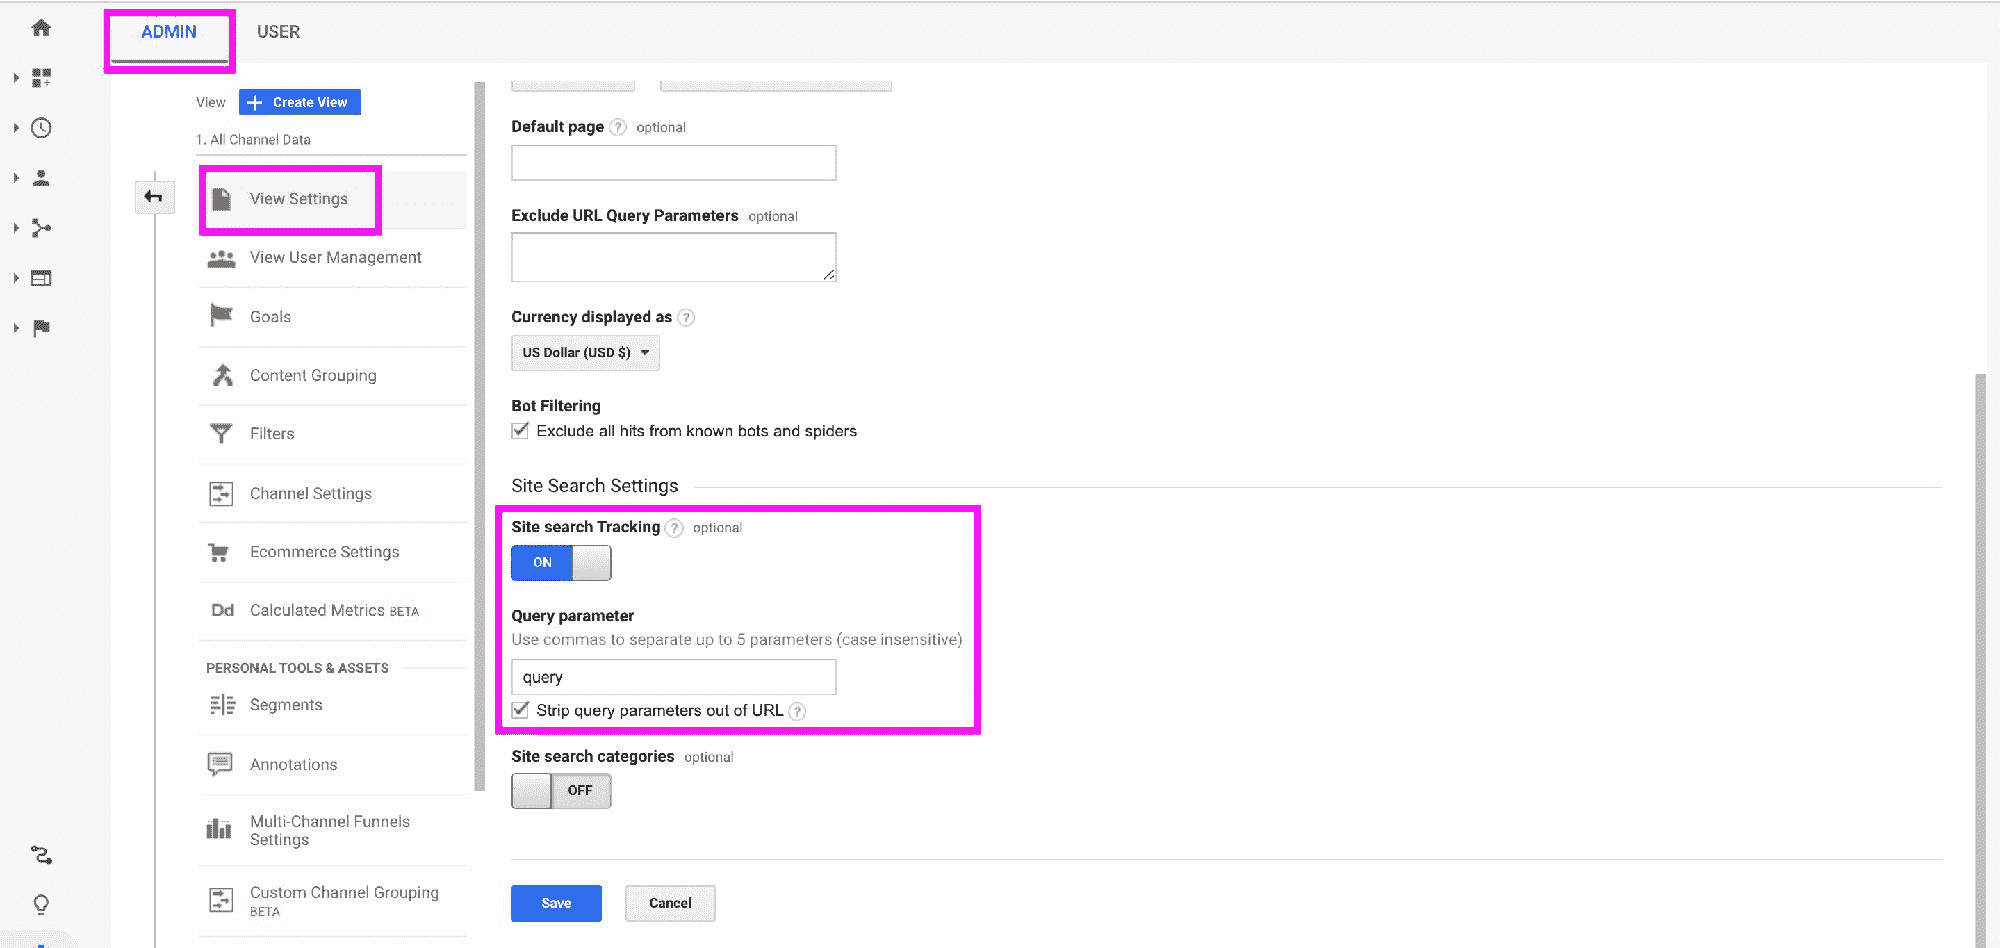 ADMIN
USER
View
+ Create View
1. All Channel Data
View Settings
View User Management
Goals
Content Grouping
Filters
Channel Settings
Ecommerce Settings
Dd Calculated Metrics BETA
PERSONAL TOOLS & ASSETS
Segments
Annotations
Multi-Channel Funnels
Settings
Custom Channel Grouping
BETA
Default page ? optional
Exclude URL Query Parameters optional
Currency displayed as ?
US Dollar (USD $)
Bot Filtering
Exclude all hits from known bots and spiders
Site Search Settings
Site search Tracking ? optional
ON
Query parameter
Use commas to separate up to 5 parameters (case insensitive)
query
Strip query parameters out of URL ?
Site search categories optional
OFF
Save
Cancel